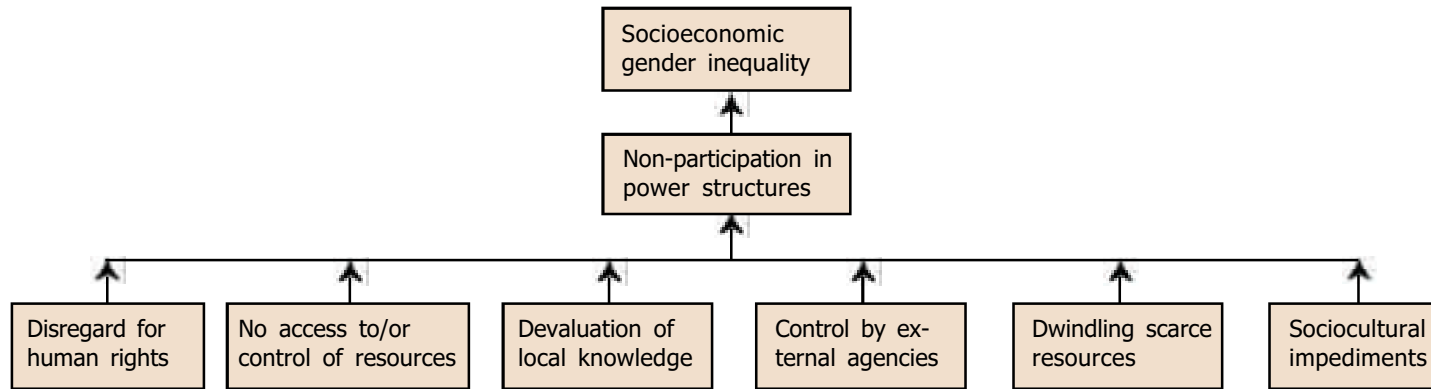 Socioeconomic
gender inequality
Non-participation in
power structures
Disregard for
human rights
No access to/or
control of resources
Devaluation of
local knowledge
Control by ex-
ternal agencies
Dwindling scarce
resources
Sociocultural
impediments